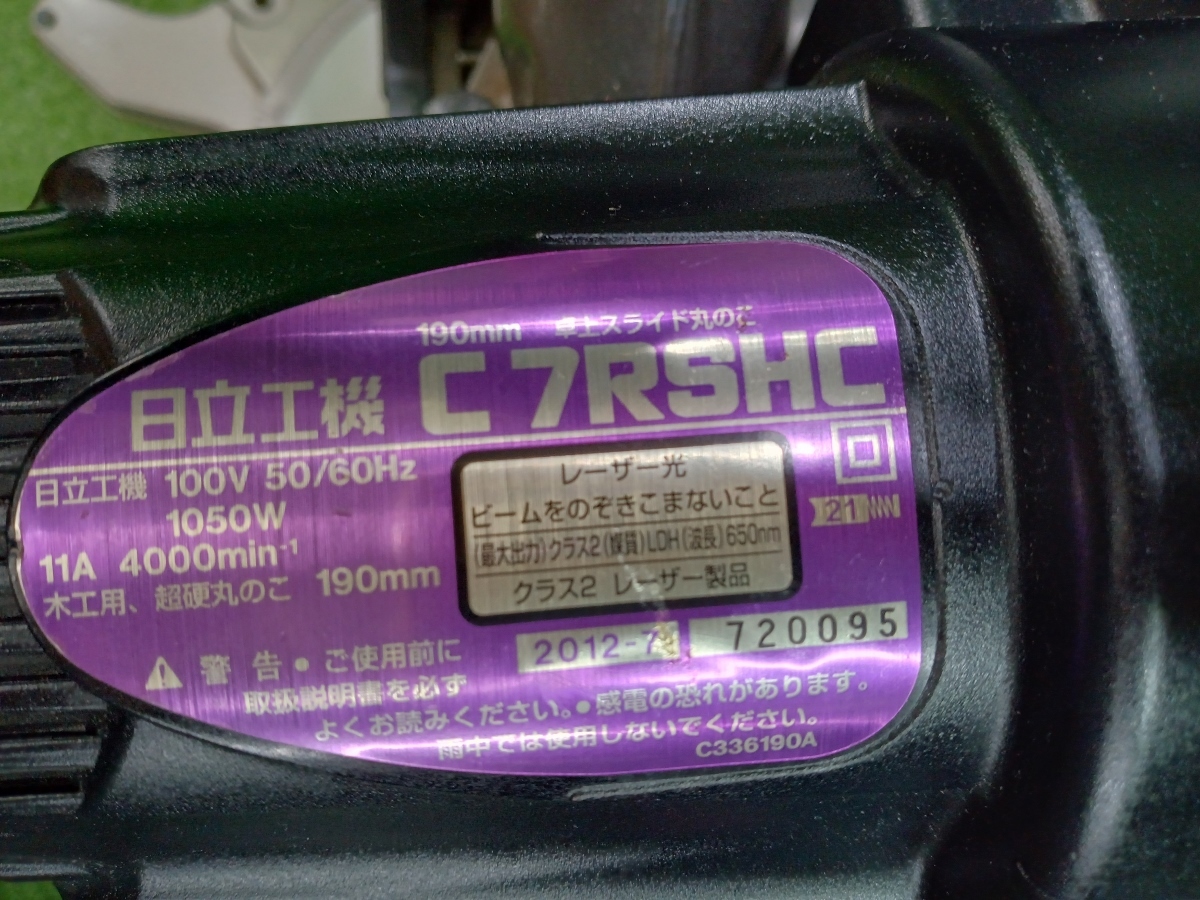 190mm 卓上スライド丸のこ
日立工機 C 7RSHC
日立工機 100V 50/60Hz
1050W
11A 4000min⁻¹
木工用、超硬丸のこ 190mm
レーザー光
ビームをのぞきこまないこと
(最大出力)クラス2(媒質)LDH(波長)650nm
クラス2 レーザー製品
21
2012-7 720095
警告 ● ご使用前に
取扱説明書を必ず
よくお読みください。● 感電の恐れがあります。
雨中では使用しないでください。
C336190A